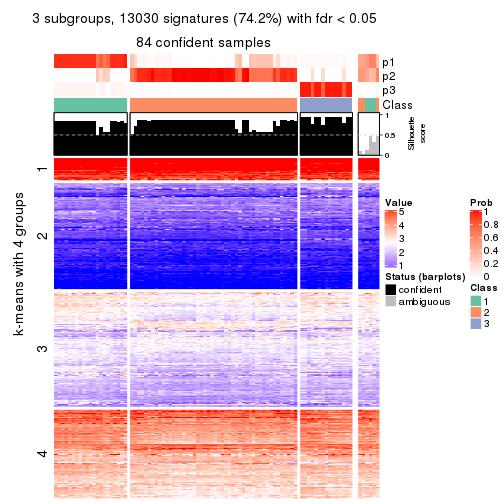 3 subgroups, 13030 signatures (74.2%) with fdr < 0.05
84 confident samples
p1
p2
p3
Class
1
0.5
0
Silhouette
score
k-means with 4 groups
1
2
3
4
Value
5
4
3
2
1
Status (barplots)
confident
ambiguous
Prob
1
0.8
0.6
0.4
0.2
0
Class
1
2
3